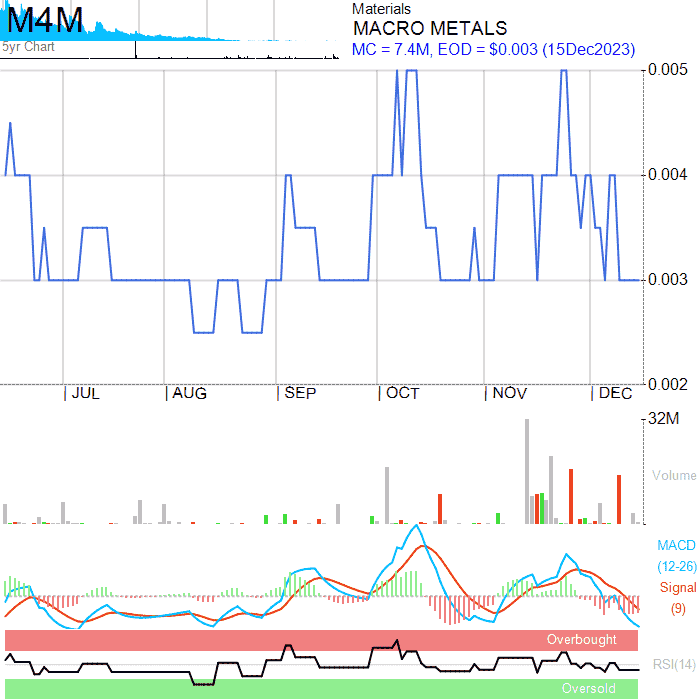 M4M
5yr Chart
Materials
MACRO METALS
MC = 7.4M, EOD = $0.003 (15Dec2023)
0.005
0.004
0.003
0.002
JUL AUG SEP OCT NOV DEC
32M
Volume
MACD
(12-26)
Signal
(9)
Overbought
RSI(14)
Oversold